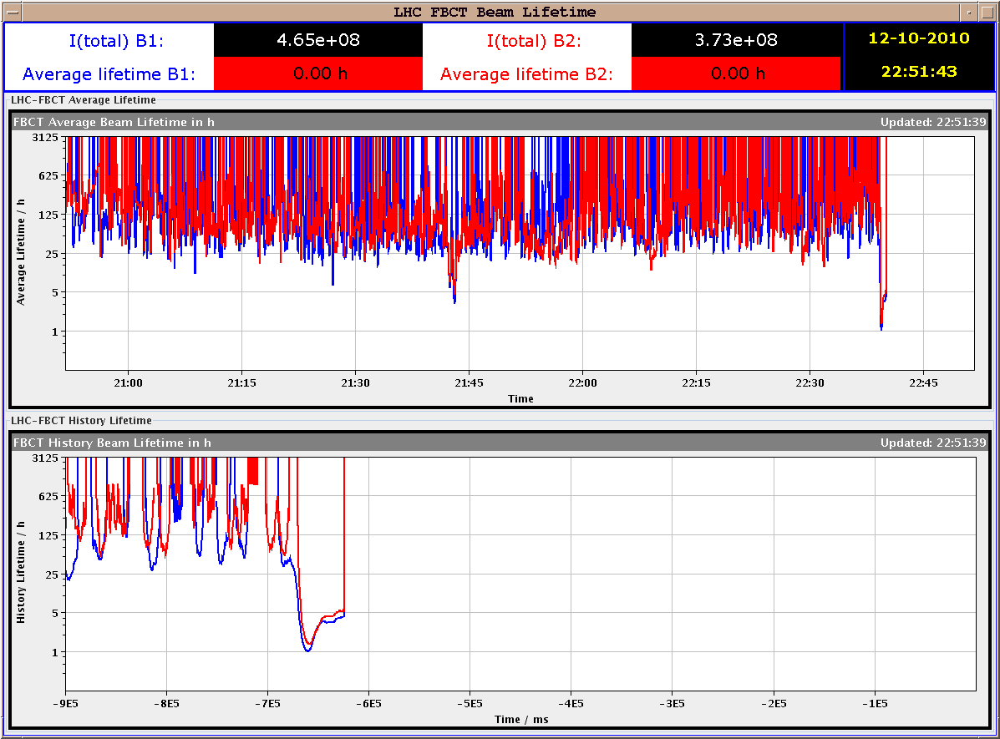 LHC FBCT Beam Lifetime
I(total) B1: 4.65e+08 I(total) B2: 3.73e+08 12-10-2010
Average lifetime B1: 0.00 h Average lifetime B2: 0.00 h 22:51:43
LHC-FBCT Average Lifetime
FBCT Average Beam Lifetime in h Updated: 22:51:39
3125
625
125
25
5
1
Average Lifetime / h
21:00 21:15 21:30 21:45 22:00 22:15 22:30 22:45
Time
LHC-FBCT History Lifetime
FBCT History Beam Lifetime in h Updated: 22:51:39
3125
625
125
25
5
1
History Lifetime / h
-9E5 -8E5 -7E5 -6E5 -5E5 -4E5 -3E5 -2E5 -1E5
Time / ms